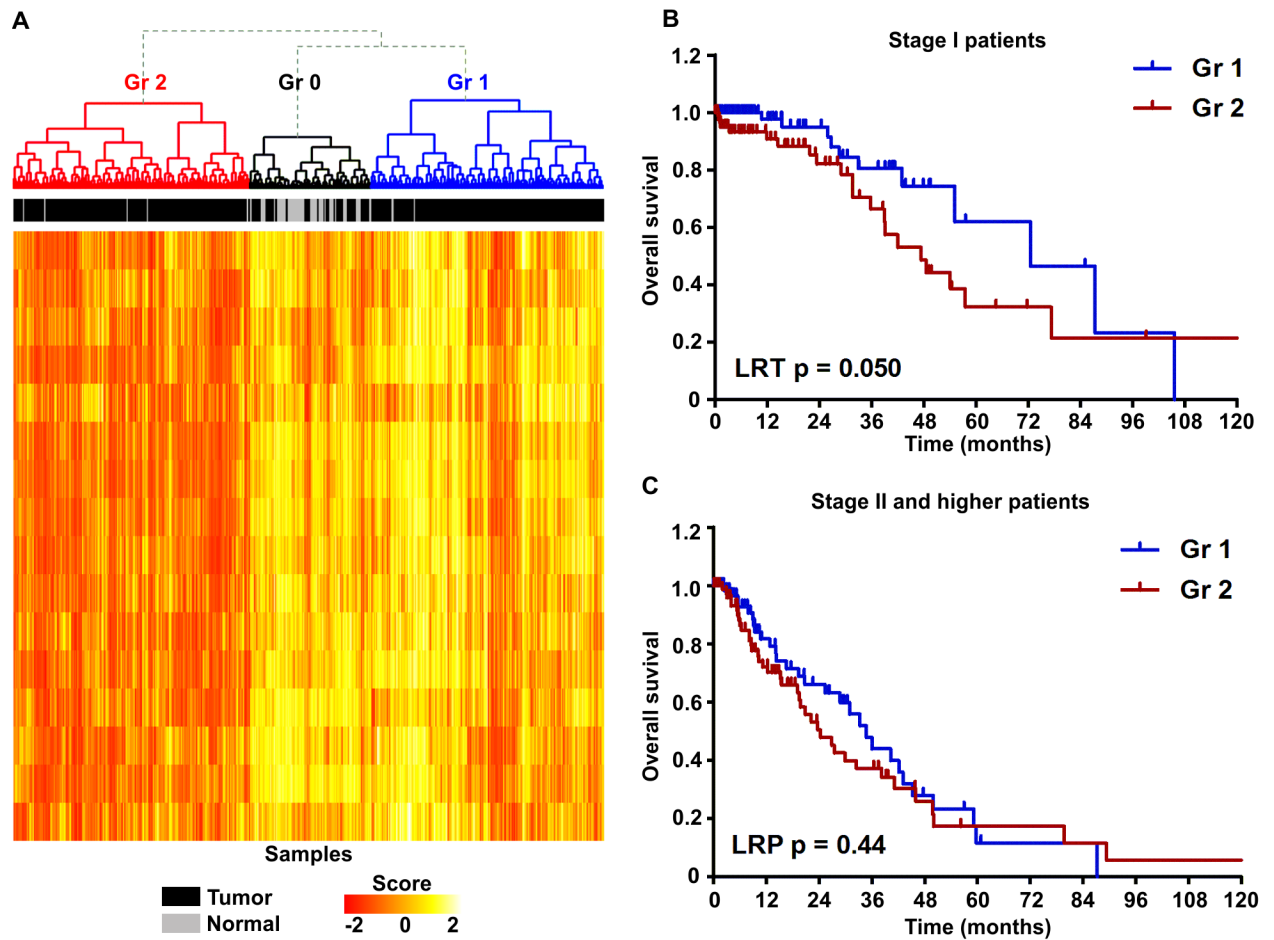 A
Gr 2
Gr 0
Gr 1
Samples
Tumor
Normal
Score
-2 0 2
B
Stage I patients
Gr 1
Gr 2
1.2
1.0
0.8
0.6
0.4
0.2
0
Overall suvival
LRT p = 0.050
0 12 24 36 48 60 72 84 96 108 120
Time (months)
C
Stage II and higher patients
Gr 1
Gr 2
1.2
1.0
0.8
0.6
0.4
0.2
0
Overall suvival
LRP p = 0.44
0 12 24 36 48 60 72 84 96 108 120
Time (months)